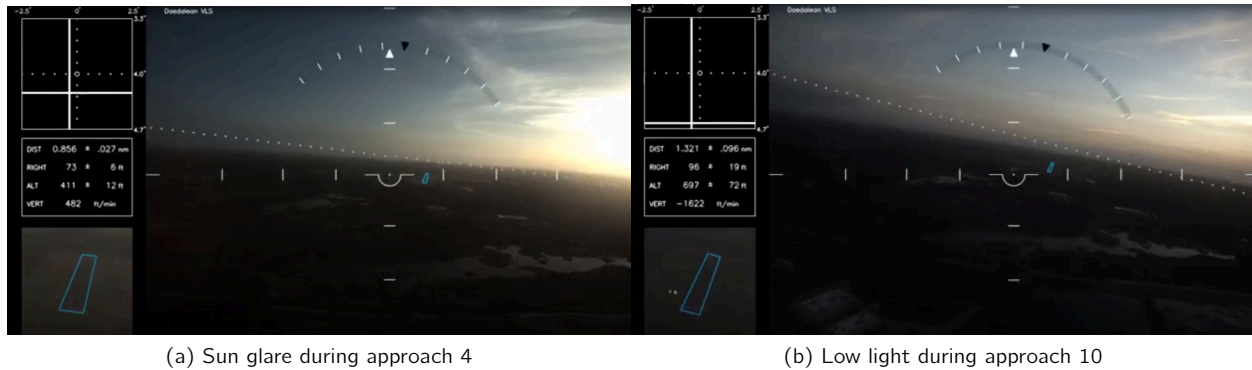 -2.5° 0° 2.5°
3.3°
4.0°
4.7°
Daedalean VLS
DIST 0.856 ± .027 nm
RIGHT 73 ± 6 ft
ALT 411 ± 12 ft
VERT 482 ft/min
(a) Sun glare during approach 4
-2.5° 0° 2.5°
3.3°
4.0°
4.7°
Daedalean VLS
DIST 1.321 ± .096 nm
RIGHT 96 ± 19 ft
ALT 697 ± 72 ft
VERT -1622 ft/min
(b) Low light during approach 10